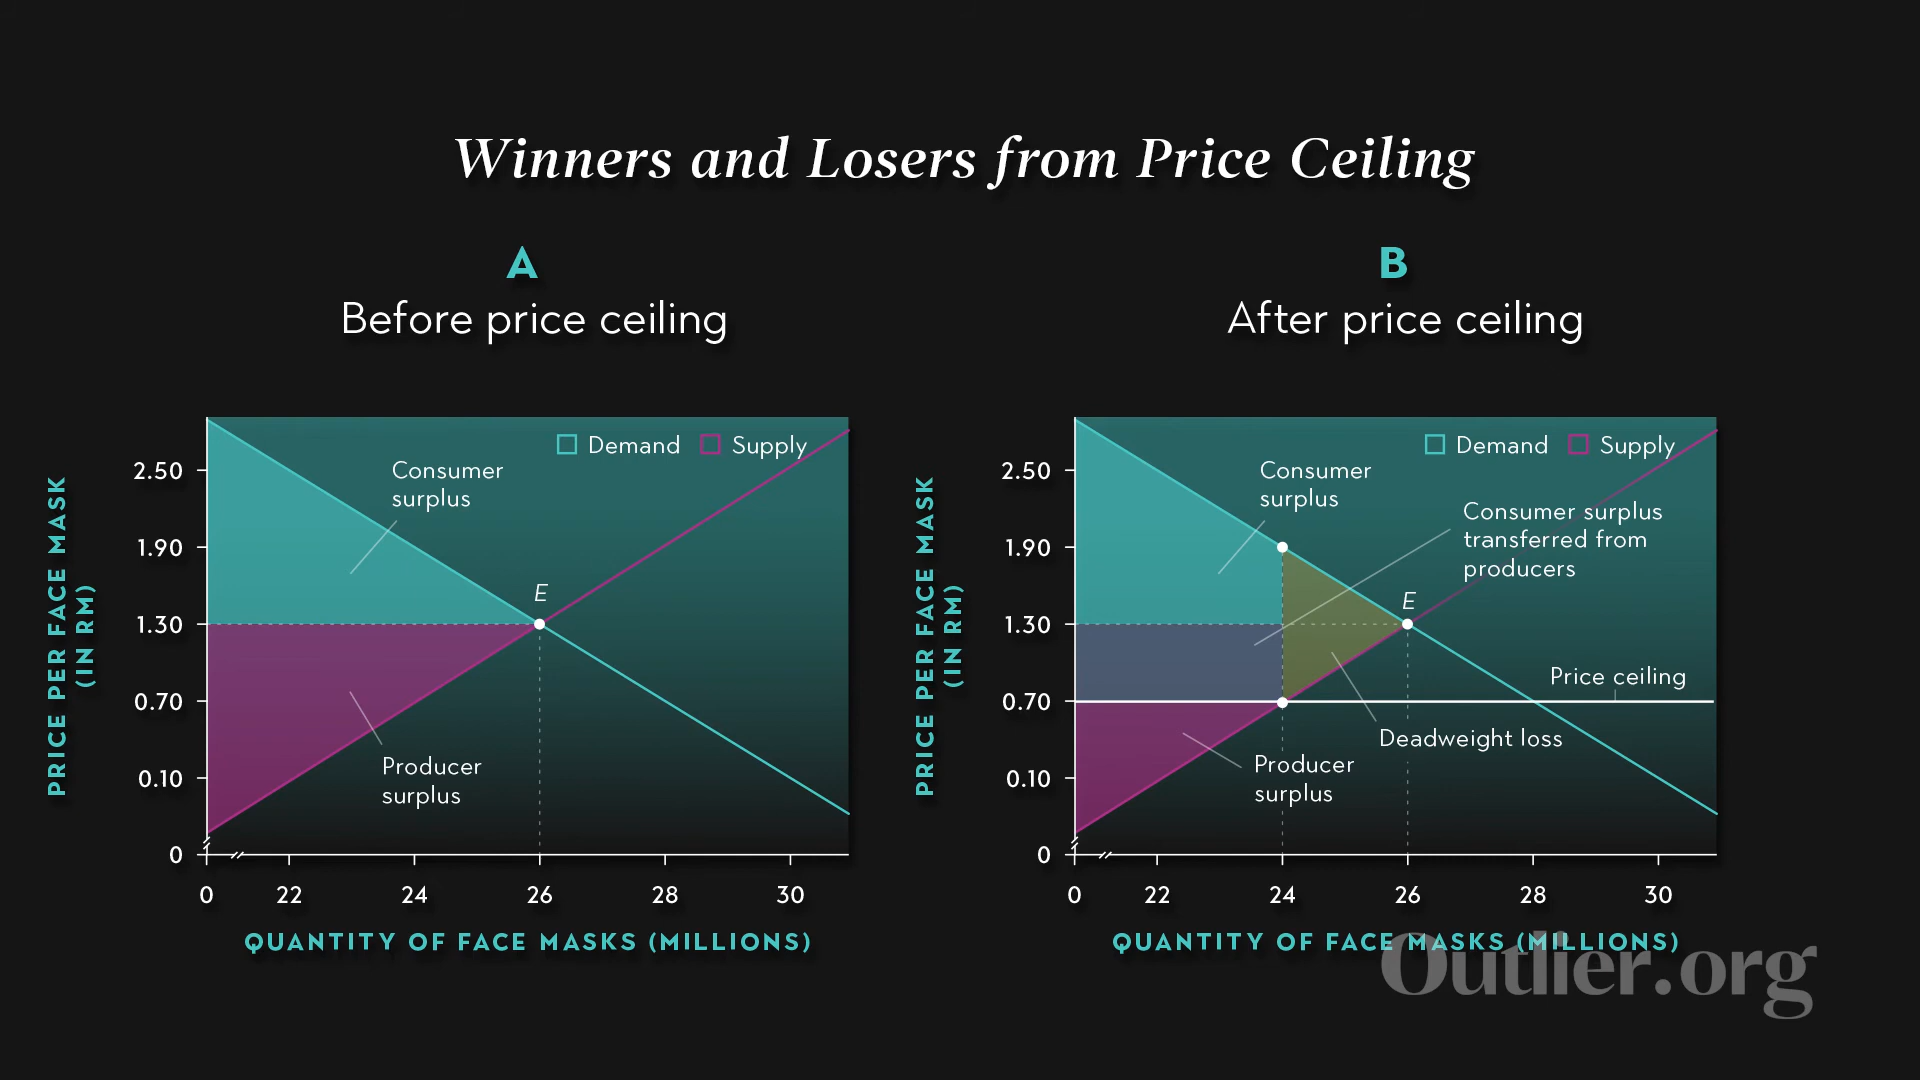 Winners and Losers from Price Ceiling
A
Before price ceiling
PRICE PER FACE MASK
(IN RM)
2.50
1.90
1.30
0.70
0.10
0
Demand
Supply
Consumer
surplus
E
Producer
surplus
0
22
24
26
28
30
QUANTITY OF FACE MASKS (MILLIONS)
B
After price ceiling
PRICE PER FACE MASK
(IN RM)
2.50
1.90
1.30
0.70
0.10
0
Demand
Supply
Consumer
surplus
Consumer surplus
transferred from
producers
E
Price ceiling
Deadweight loss
Producer
surplus
0
22
24
26
28
30
QUANTITY OF FACE MASKS (MILLIONS)
Outlier.org